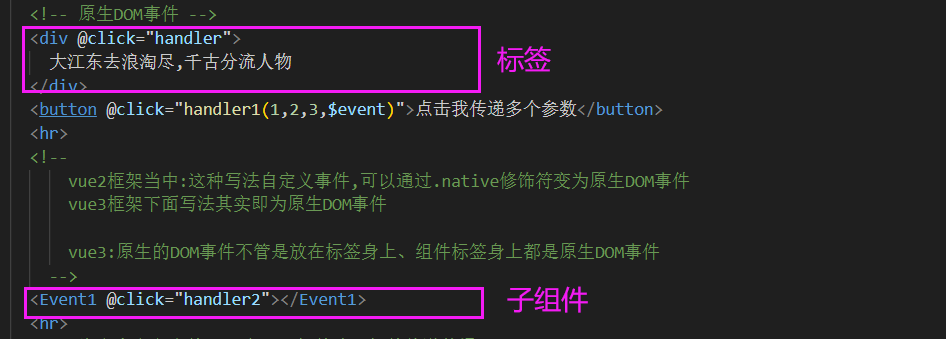 <!-- 原生DOM事件 -->
<div @click="handler">
大江东去浪淘尽,千古分流人物
</div>
标签
<button @click="handler1(1,2,3,$event)">点击我传递多个参数</button>
<hr>
<!--
vue2框架当中:这种写法自定义事件,可以通过.native修饰符变为原生DOM事件
vue3框架下面写法其实即为原生DOM事件
vue3:原生的DOM事件不管是放在标签身上、组件标签身上都是原生DOM事件
-->
<Event1 @click="handler2"></Event1>
子组件
<hr>